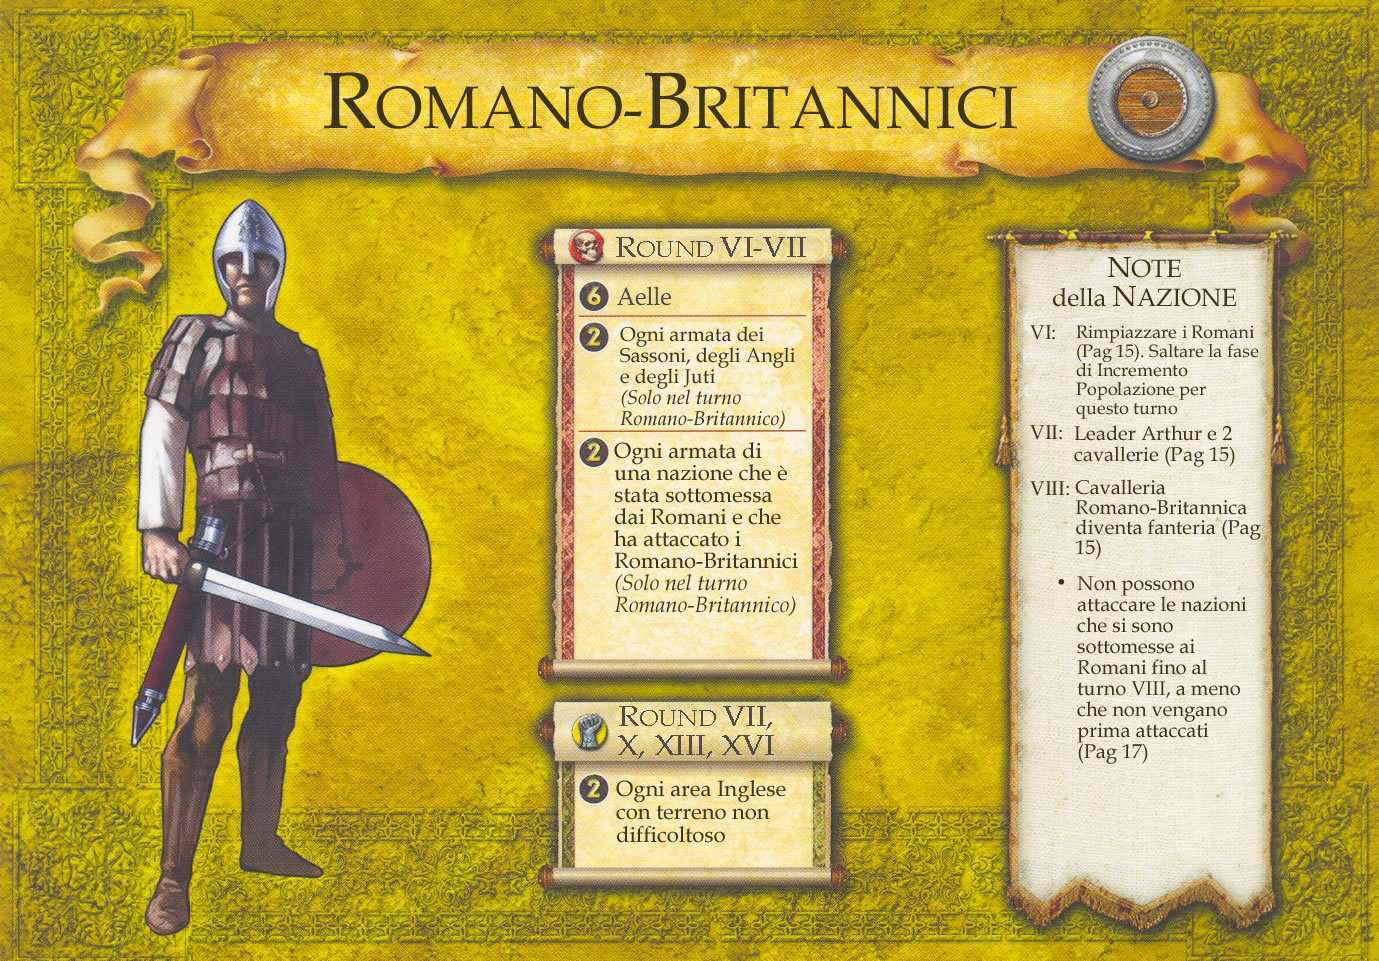 ROMANO-BRITANNICI
ROUND VI-VII
6 Aelle
2 Ogni armata dei
Sassoni, degli Angli
e degli Juti
(Solo nel turno
Romano-Britannico)
2 Ogni armata di
una nazione che è
stata sottomessa
dai Romani e che
ha attaccato i
Romano-Britannici
(Solo nel turno
Romano-Britannico)
ROUND VII,
X, XIII, XVI
2 Ogni area Inglese
con terreno non
difficoltoso
NOTE
della NAZIONE
VI: Rimpiazzare i Romani
(Pag 15). Saltare la fase
di Incremento
Popolazione per
questo turno
VII: Leader Arthur e 2
cavallerie (Pag 15)
VIII: Cavalleria
Romano-Britannica
diventa fanteria (Pag
15)
• Non possono
attaccare le nazioni
che si sono
sottomesse ai
Romani fino al
turno VIII, a meno
che non vengano
prima attaccati
(Pag 17)